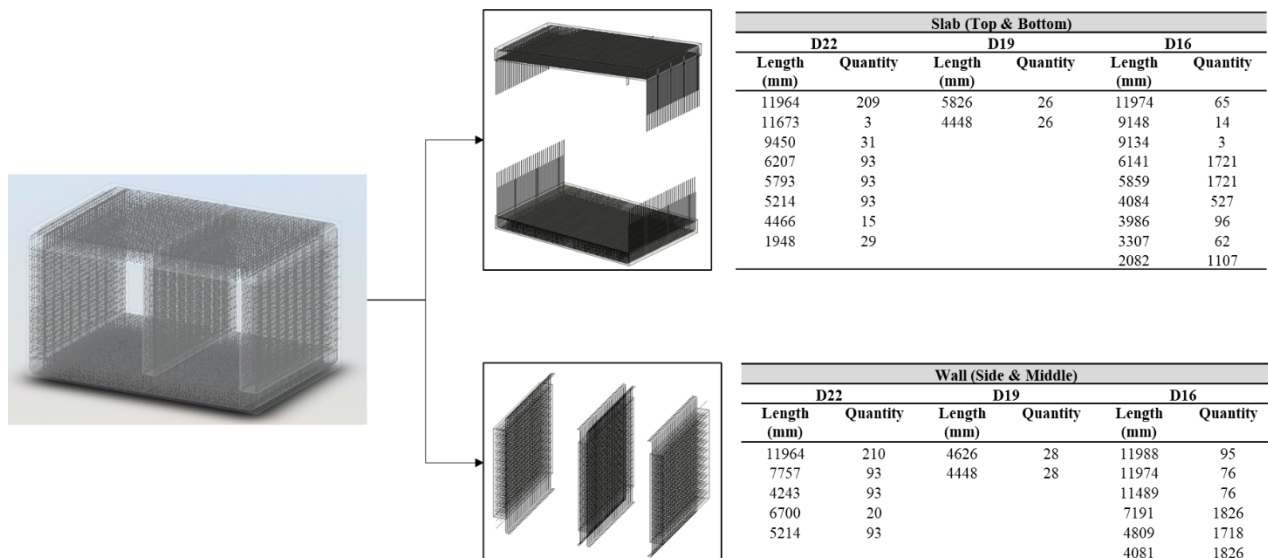 Slab (Top & Bottom)
D22 D19 D16
Length (mm) Quantity Length (mm) Quantity Length (mm) Quantity
11964 209 5826 26 11974 65
11673 3 4448 26 9148 14
9450 31 9134 3
6207 93 6141 1721
5793 93 5859 1721
5214 93 4084 527
4466 15 3986 96
1948 29 3307 62
2082 1107
Wall (Side & Middle)
D22 D19 D16
Length (mm) Quantity Length (mm) Quantity Length (mm) Quantity
11964 210 4626 28 11988 95
7757 93 4448 28 11974 76
4243 93 11489 76
6700 20 7191 1826
5214 93 4809 1718
4081 1826